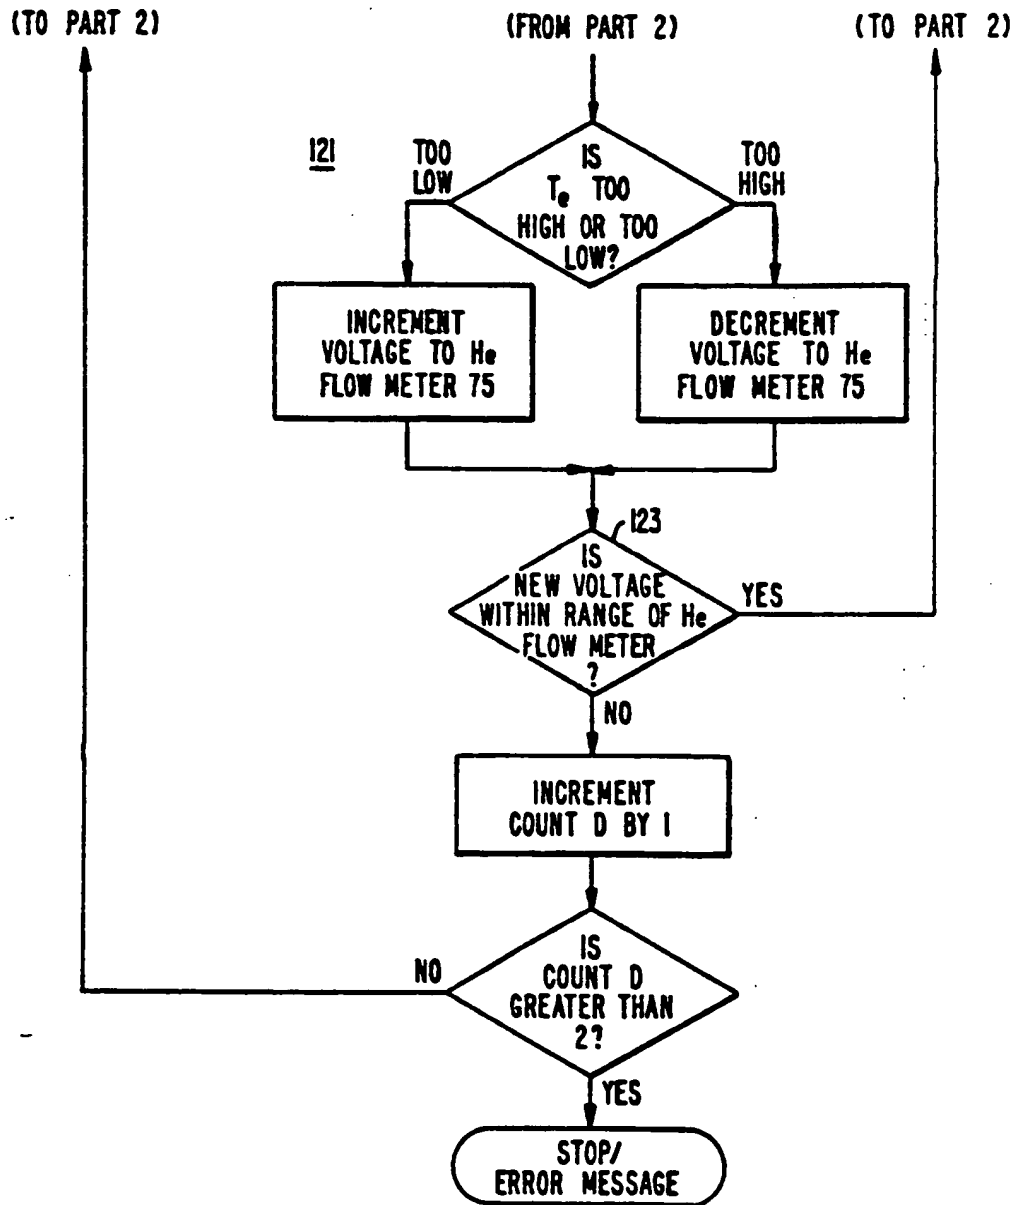 (TO PART 2)
(FROM PART 2)
(TO PART 2)
121
TOO
LOW
IS
Te TOO
HIGH OR TOO
LOW?
TOO
HIGH
INCREMENT
VOLTAGE TO He
FLOW METER 75
DECREMENT
VOLTAGE TO He
FLOW METER 75
123
IS
NEW VOLTAGE
WITHIN RANGE OF He
FLOW METER
?
YES
NO
INCREMENT
COUNT D BY 1
IS
COUNT D
GREATER THAN
2?
NO
YES
STOP/
ERROR MESSAGE